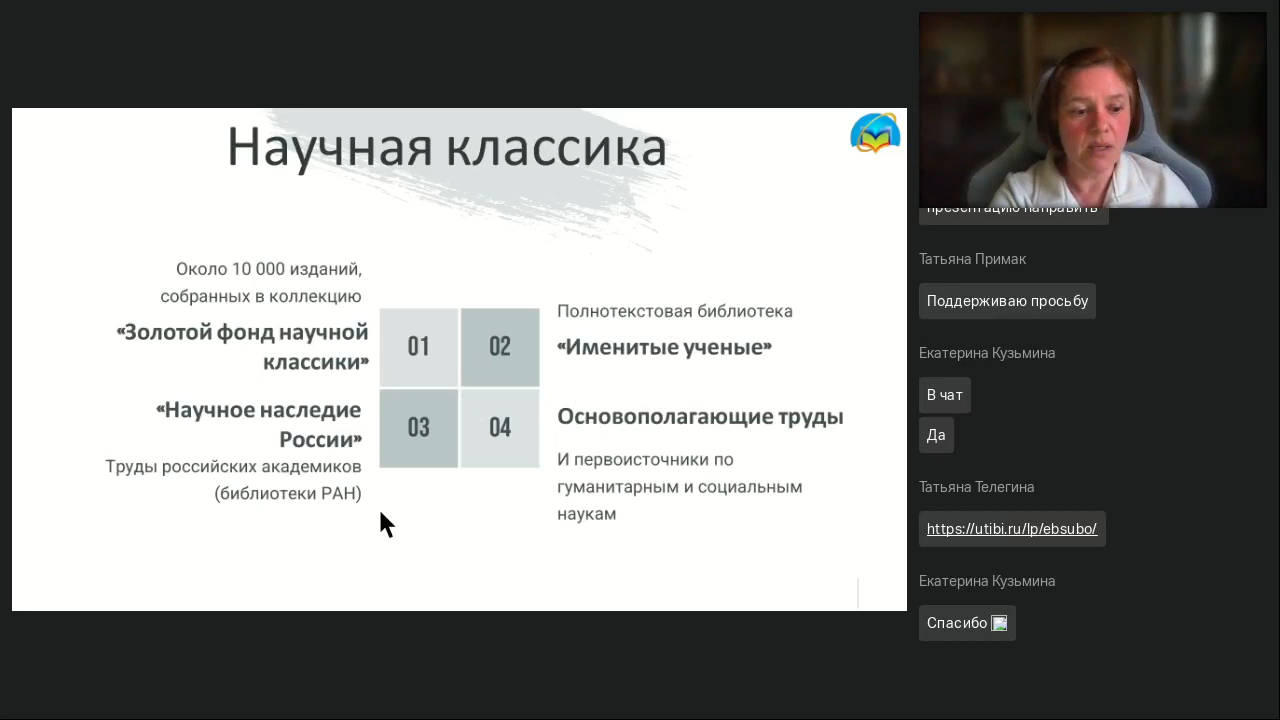 Научная классика
Около 10 000 изданий,
собранных в коллекцию
«Золотой фонд научной
классики»
01
02
Полнотекстовая библиотека
«Именитые ученые»
«Научное наследие
России»
Труды российских академиков
(библиотеки РАН)
03
04
Основополагающие труды
И первоисточники по
гуманитарным и социальным
наукам
презентацию направить
Татьяна Примак
Поддерживаю просьбу
Екатерина Кузьмина
В чат
Да
Татьяна Телегина
https://utibi.ru/lp/ebsubo/
Екатерина Кузьмина
Спасибо